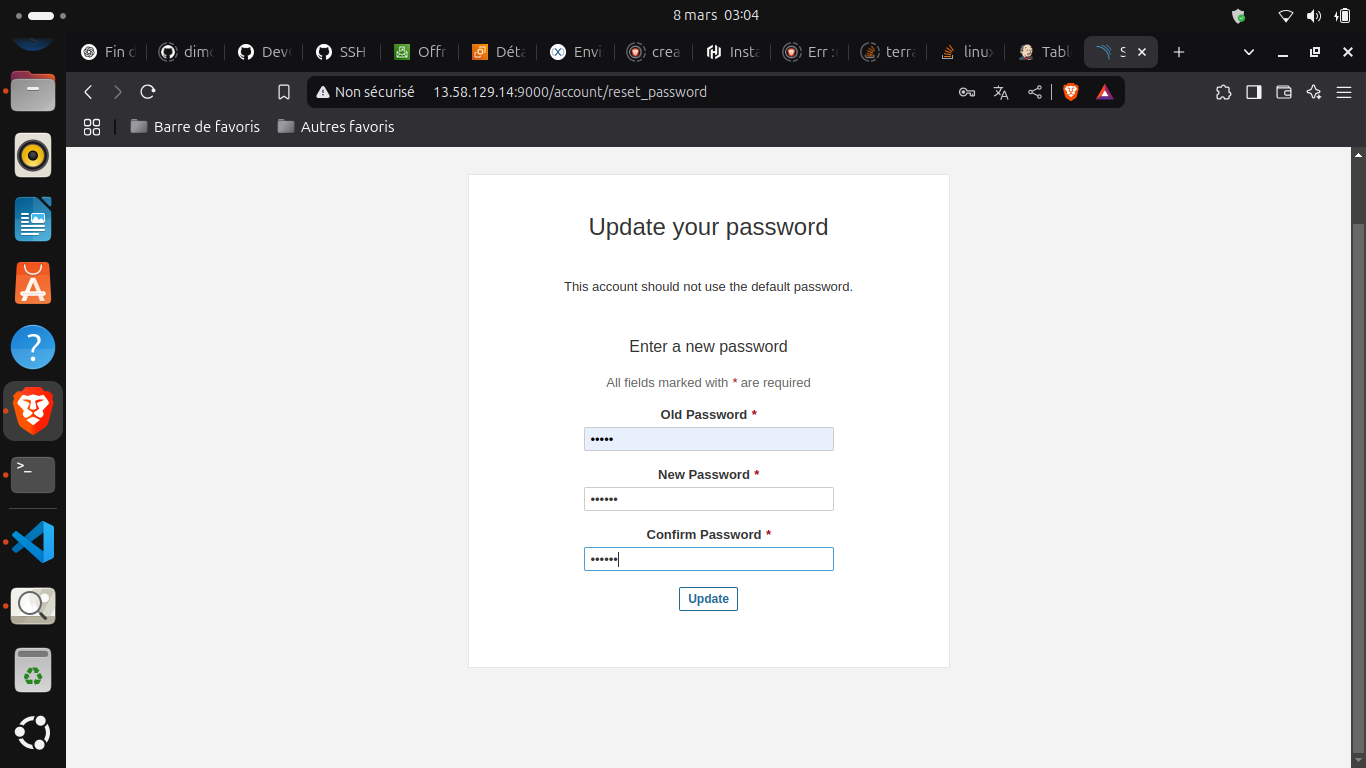 8 mars 03:04
Fin d
dimo
Dev
SSH
Offr
Déta
Envi
crea
Insta
Err :
terra
linux
Tabl
S
Non sécurisé 13.58.129.14:9000/account/reset_password
Barre de favoris Autres favoris
Update your password
This account should not use the default password.
Enter a new password
All fields marked with * are required
Old Password *
•••••
New Password *
••••••
Confirm Password *
••••••
Update